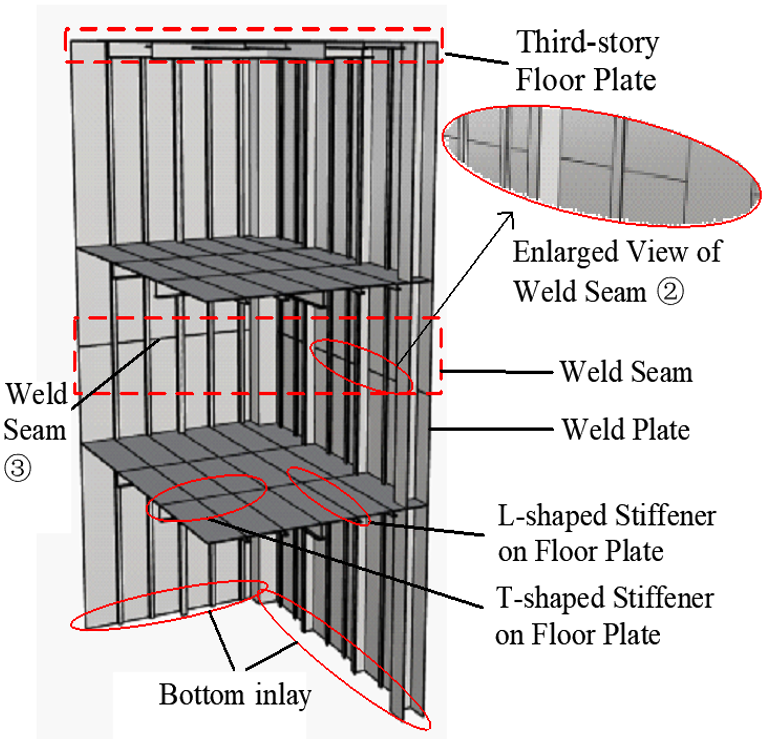 Third-story
Floor Plate
Enlarged View of
Weld Seam ②
Weld Seam
Weld
Seam
③
Weld Plate
L-shaped Stiffener
on Floor Plate
T-shaped Stiffener
on Floor Plate
Bottom inlay